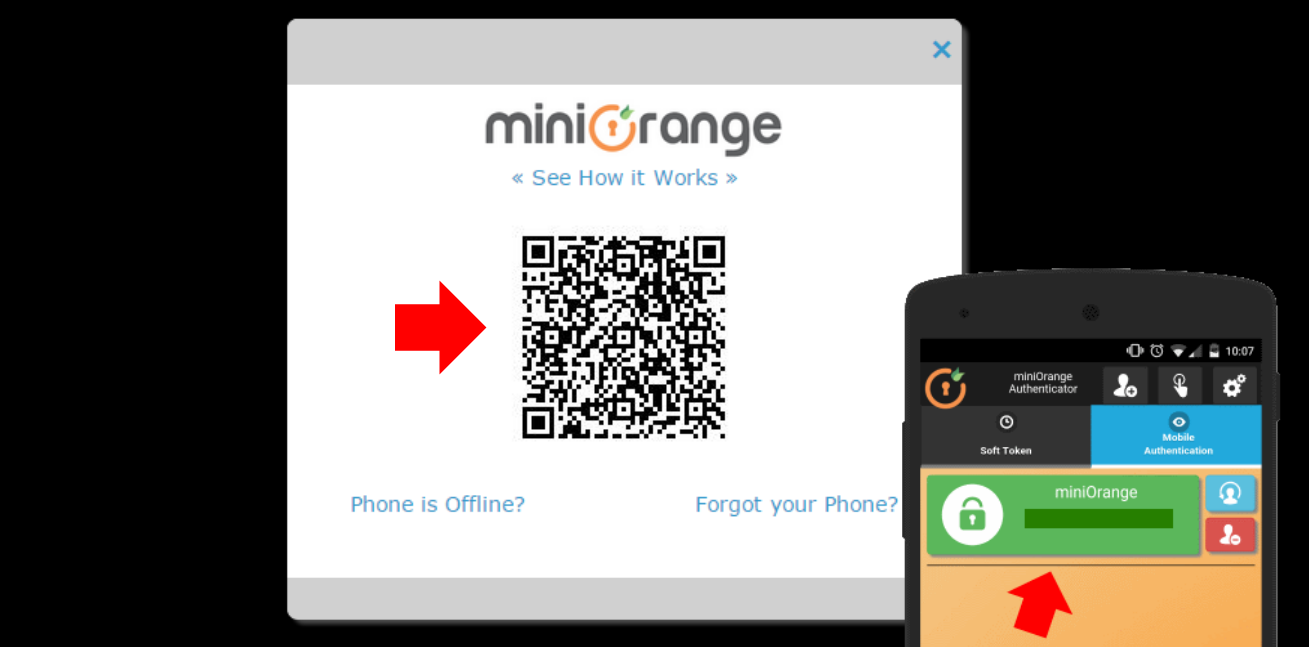 miniOrange
« See How it Works »
Phone is Offline?
Forgot your Phone?
10:07
miniOrange
Authenticator
Soft Token
Mobile
Authentication
miniOrange